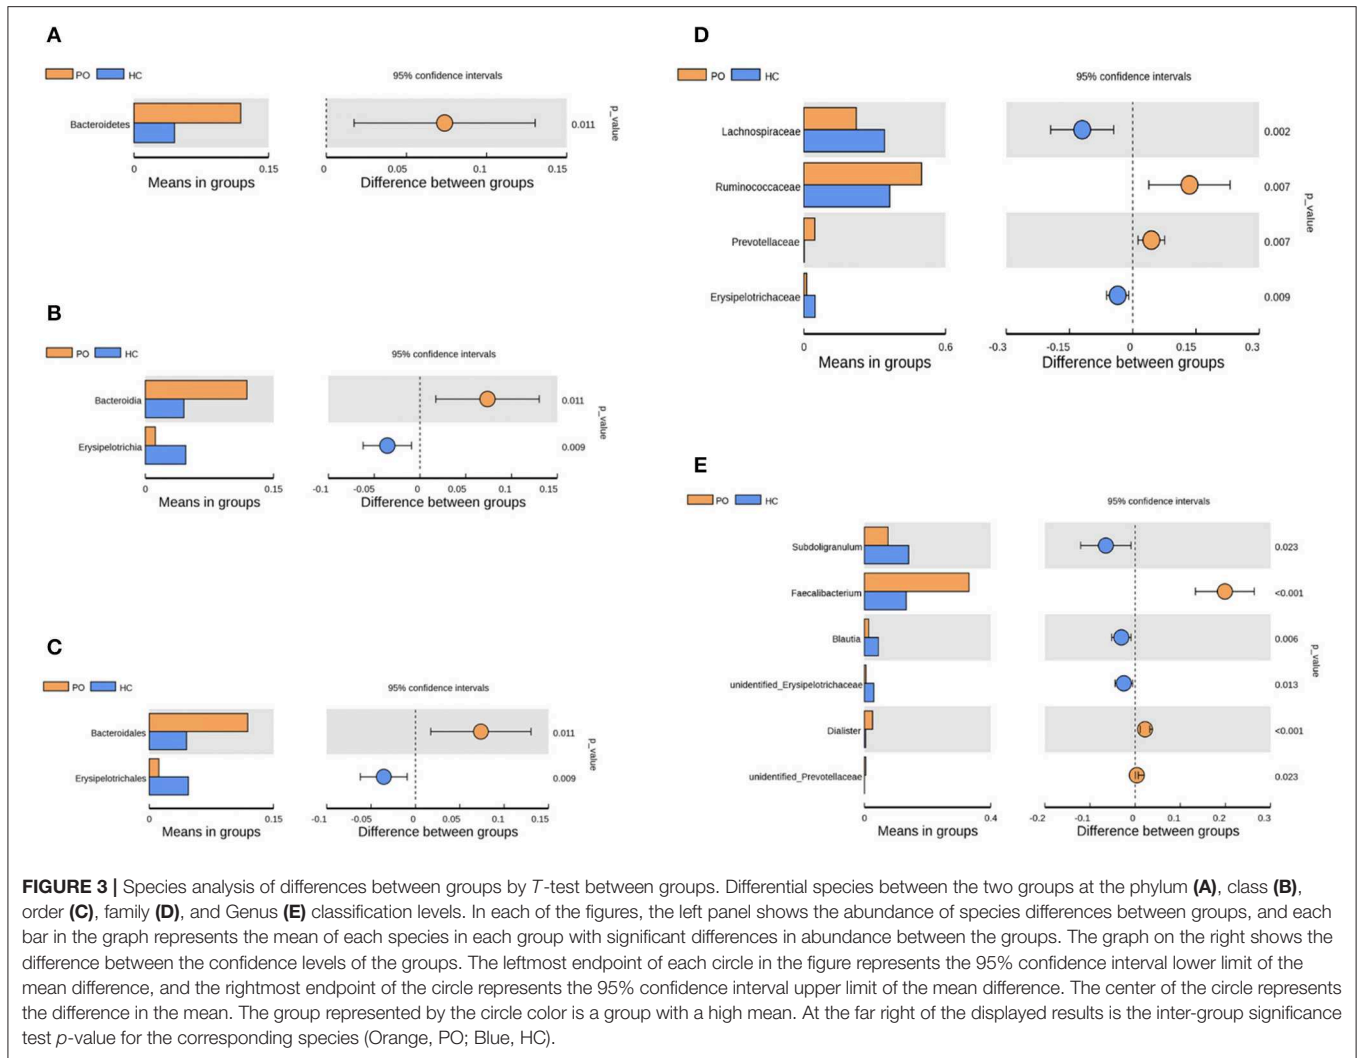 A
PO HC
95% confidence intervals
Bacteroidetes
0.011
p_value
0 0.15
Means in groups
0 0.05 0.1 0.15
Difference between groups
B
PO HC
95% confidence intervals
Bacteroidia
0.011
Erysipelotrichia
0.009
p_value
0 0.15
Means in groups
-0.1 -0.05 0 0.05 0.1 0.15
Difference between groups
C
PO HC
95% confidence intervals
Bacteroidales
0.011
Erysipelotrichales
0.009
p_value
0 0.15
Means in groups
-0.1 -0.05 0 0.05 0.1 0.15
Difference between groups
D
PO HC
95% confidence intervals
Lachnospiraceae
0.002
Ruminococcaceae
0.007
Prevotellaceae
0.007
Erysipelotrichaceae
0.009
p_value
0 0.6
Means in groups
-0.3 -0.15 0 0.15 0.3
Difference between groups
E
PO HC
95% confidence intervals
Subdoligranulum
0.023
Faecalibacterium
<0.001
Blautia
0.006
unidentified_Erysipelotrichaceae
0.013
Dialister
<0.001
unidentified_Prevotellaceae
0.023
p_value
0 0.4
Means in groups
-0.2 -0.1 0 0.1 0.2 0.3
Difference between groups
FIGURE 3 | Species analysis of differences between groups by T-test between groups. Differential species between the two groups at the phylum (A), class (B),
order (C), family (D), and Genus (E) classification levels. In each of the figures, the left panel shows the abundance of species differences between groups, and each
bar in the graph represents the mean of each species in each group with significant differences in abundance between the groups. The graph on the right shows the
difference between the confidence levels of the groups. The leftmost endpoint of each circle in the figure represents the 95% confidence interval lower limit of the
mean difference, and the rightmost endpoint of the circle represents the 95% confidence interval upper limit of the mean difference. The center of the circle represents
the difference in the mean. The group represented by the circle color is a group with a high mean. At the far right of the displayed results is the inter-group significance
test p-value for the corresponding species (Orange, PO; Blue, HC).